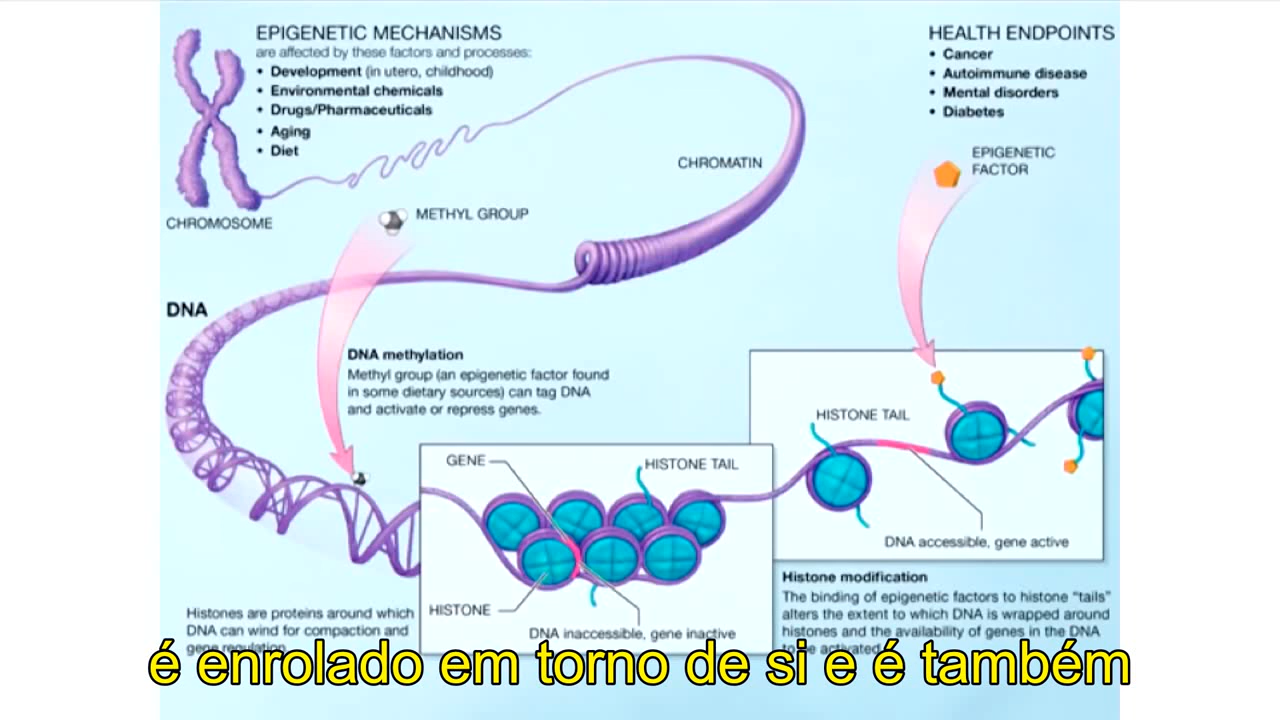 EPIGENETIC MECHANISMS
are affected by these factors and processes:
• Development (in utero, childhood)
• Environmental chemicals
• Drugs/Pharmaceuticals
• Aging
• Diet
HEALTH ENDPOINTS
• Cancer
• Autoimmune disease
• Mental disorders
• Diabetes
EPIGENETIC
FACTOR
CHROMATIN
CHROMOSOME
METHYL GROUP
DNA
DNA methylation
Methyl group (an epigenetic factor found
in some dietary sources) can tag DNA
and activate or repress genes.
HISTONE TAIL
GENE
HISTONE TAIL
DNA accessible, gene active
HISTONE
DNA inaccessible, gene inactive
Histones are proteins around which
DNA can wind for compaction and
gene regulation.
Histone modification
The binding of epigenetic factors to histone “tails”
alters the extent to which DNA is wrapped around
histones and the availability of genes in the DNA
to be activated.
é enrolado em torno de si e é também